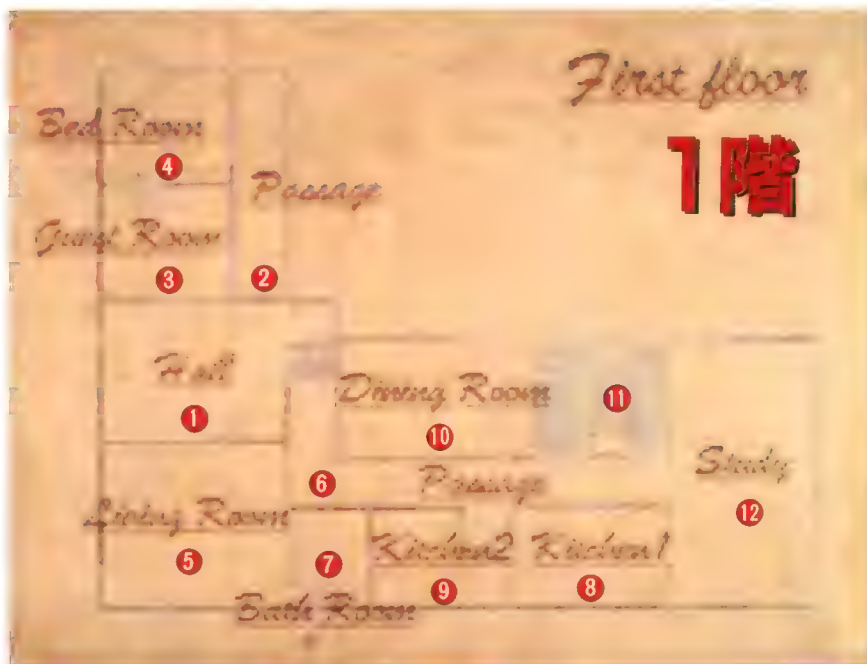 First floor
1階
Bed Room
4
Passage
Guest Room
3
2
Hall
1
Dining Room
10
11
6
Passage
Study
12
Living Room
5
7
Kitchen2
9
Kitchen1
8
Bath Room